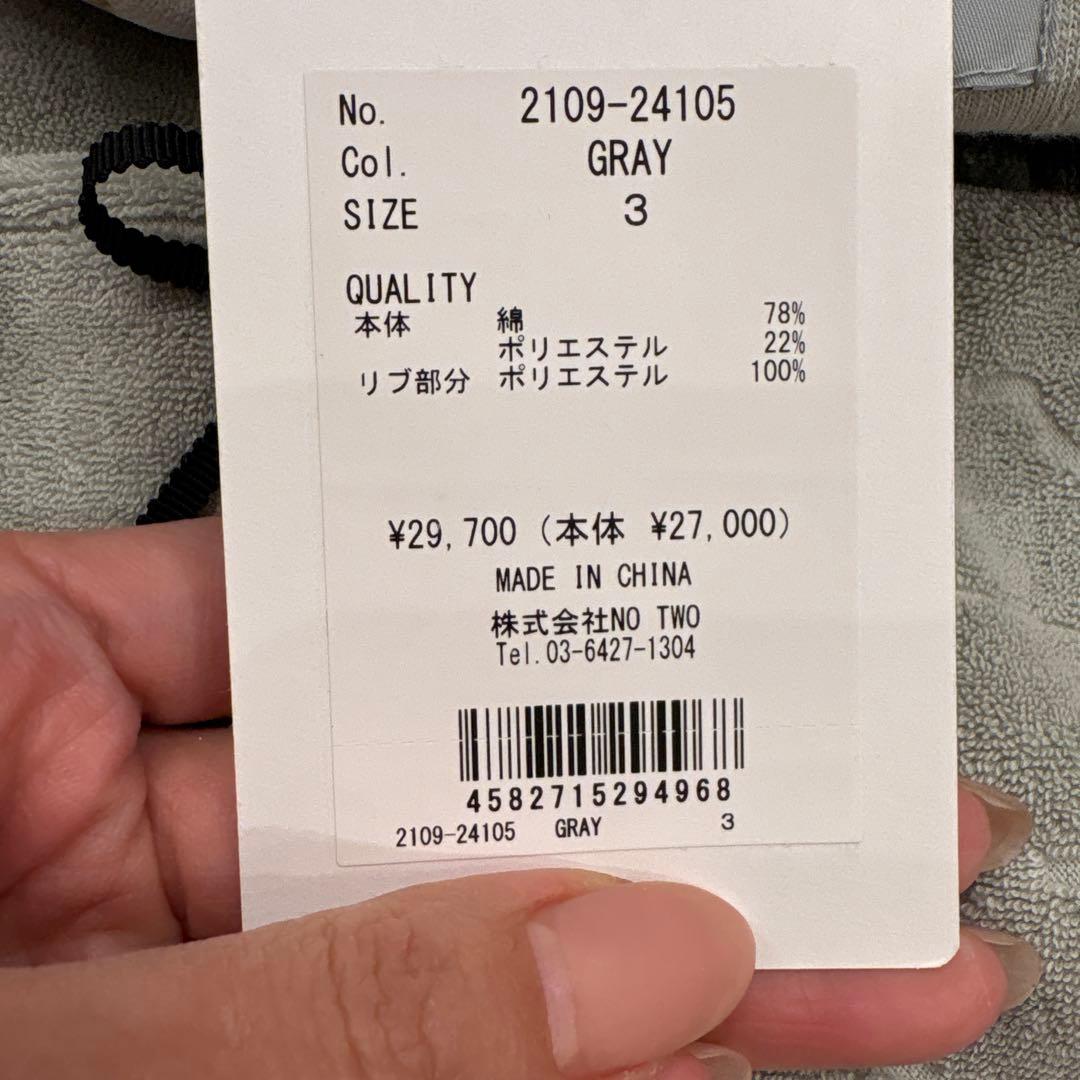 No. 2109-24105
Col. GRAY
SIZE 3
QUALITY
本体 綿 78%
ポリエステル 22%
リブ部分 ポリエステル 100%
¥29,700 (本体 ¥27,000)
MADE IN CHINA
株式会社NO TWO
Tel.03-6427-1304
4582715294968
2109-24105 GRAY 3